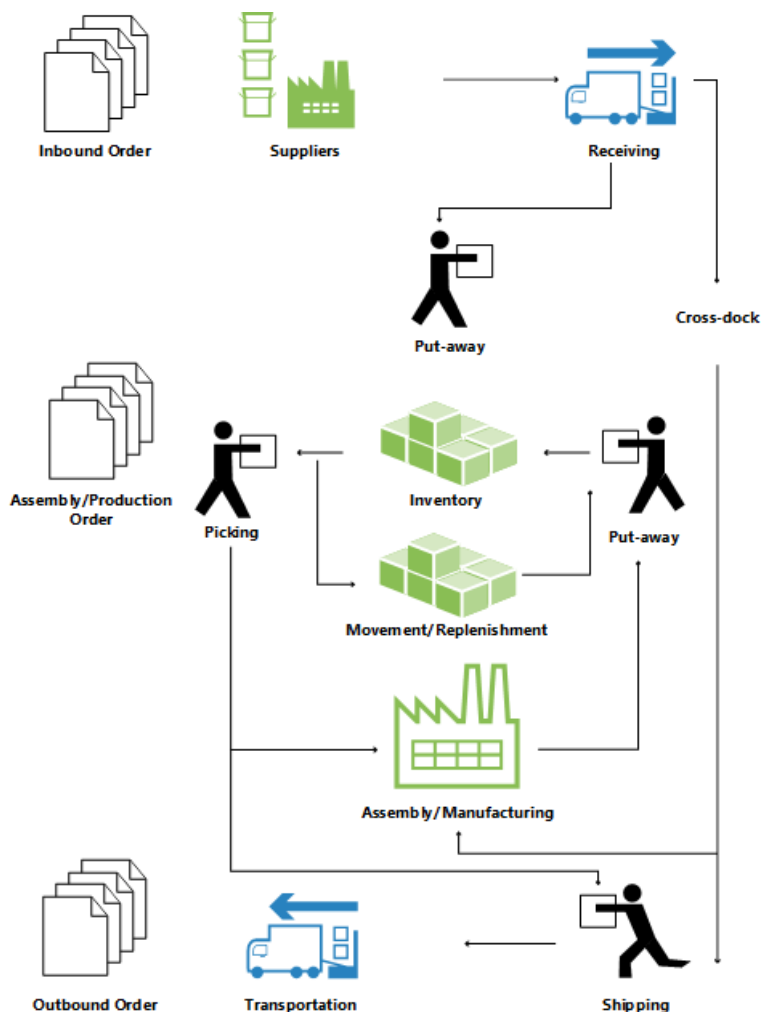 Inbound Order
Suppliers
Receiving
Put-away
Cross-dock
Assembly/Production
Order
Picking
Inventory
Put-away
Movement/Replenishment
Assembly/Manufacturing
Outbound Order
Transportation
Shipping